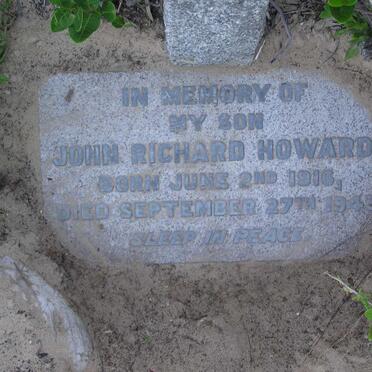 IN MEMORY OF
MY SON
JOHN RICHARD HOWARD
BORN JUNE 2ND 1916,
DIED SEPTEMBER 27TH
SLEEP IN PEACE